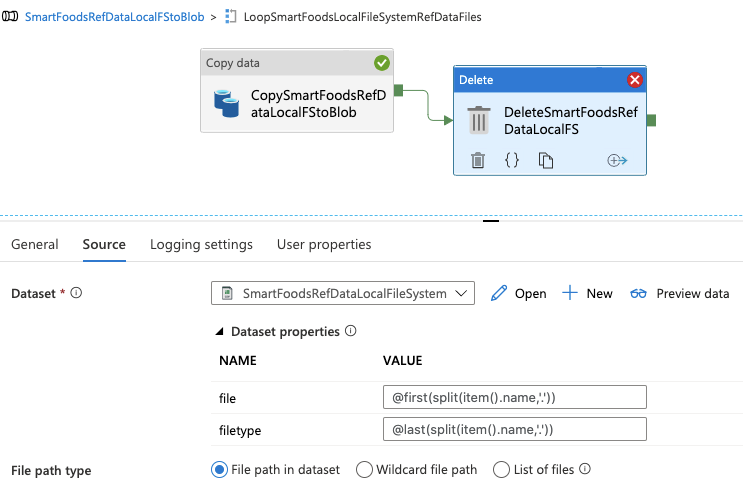 SmartFoodsRefDataLocalFStoBlob > LoopSmartFoodsLocalFileSystemRefDataFiles
Copy data
CopySmartFoodsRefD
ataLocalFStoBlob
Delete
DeleteSmartFoodsRef
DataLocalFS
{}
General Source Logging settings User properties
Dataset * SmartFoodsRefDataLocalFileSystem Open New Preview data
Dataset properties
NAME VALUE
file @first(split(item().name,'.'))
filetype @last(split(item().name,'.'))
File path type File path in dataset Wildcard file path List of files